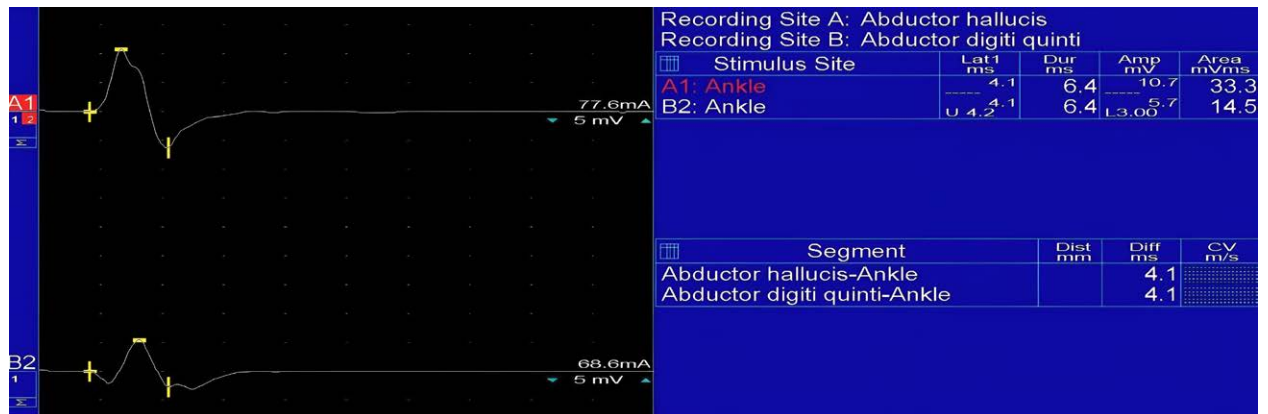 A1
1 2
Σ
77.6mA
5 mV
B2
1
Σ
68.6mA
5 mV
Recording Site A: Abductor hallucis
Recording Site B: Abductor digiti quinti
Stimulus Site Lat1 ms Dur ms Amp mV Area mVms
A1: Ankle ----- 4.1 6.4 ----- 10.7 33.3
B2: Ankle U 4.2 4.1 6.4 L3.00 5.7 14.5
Segment Dist mm Diff ms CV m/s
Abductor hallucis-Ankle 4.1
Abductor digiti quinti-Ankle 4.1